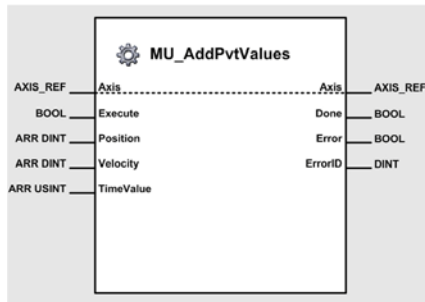 MU_AddPvtValues
AXIS_REF Axis Axis AXIS_REF
BOOL Execute Done BOOL
ARR DINT Position Error BOOL
ARR DINT Velocity ErrorID DINT
ARR USINT TimeValue